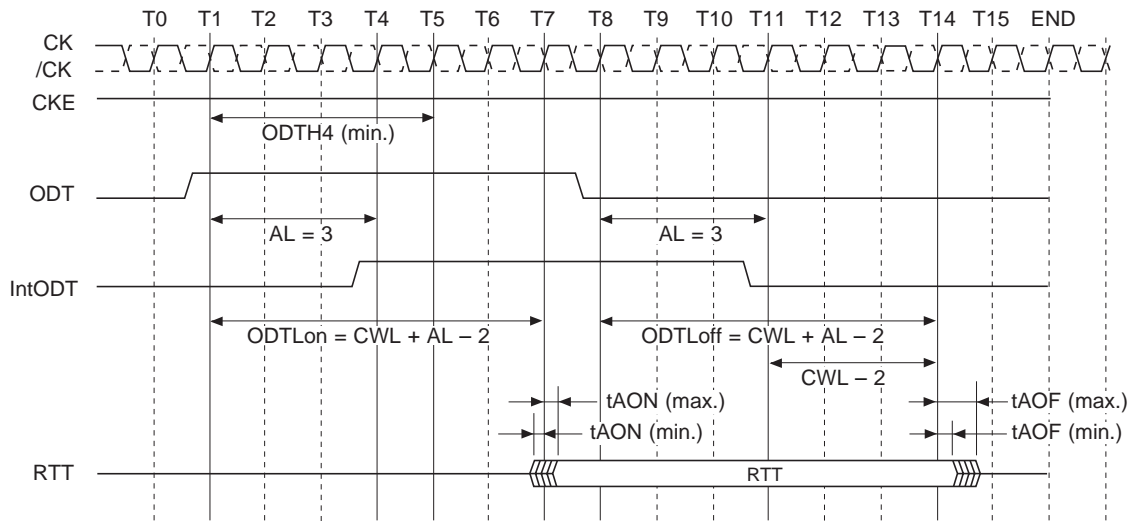 T0 T1 T2 T3 T4 T5 T6 T7 T8 T9 T10 T11 T12 T13 T14 T15 END
CK
/CK
CKE
ODTH4 (min.)
ODT
AL = 3 AL = 3
IntODT
ODTLon = CWL + AL – 2 ODTLoff = CWL + AL – 2
CWL – 2
tAON (max.) tAOF (max.)
tAON (min.) tAOF (min.)
RTT RTT